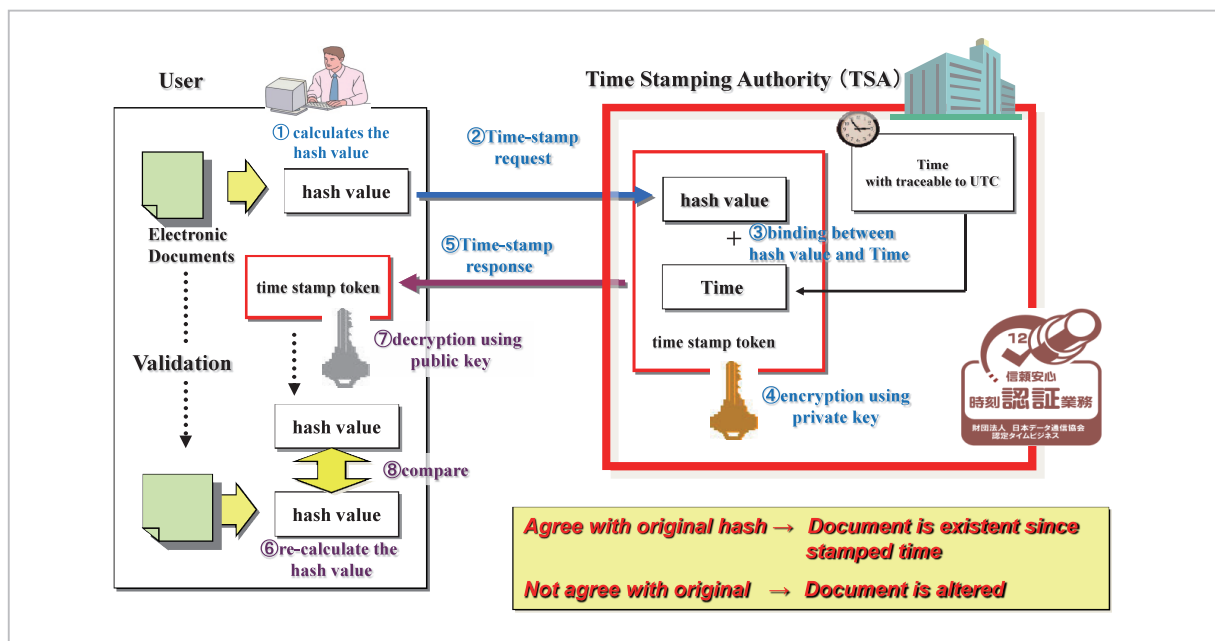 User
Time Stamping Authority（TSA）
① calculates the
hash value
hash value
Electronic
Documents
②Time-stamp
request
⑤Time-stamp
response
time stamp token
⑦decryption using
public key
Validation
hash value
⑧compare
hash value
⑥re-calculate the
hash value
Time
with traceable to UTC
hash value
+
③binding between
hash value and Time
Time
time stamp token
④encryption using
private key
12
信頼安心
時刻認証業務
財団法人 日本データ通信協会
認定タイムビジネス
Agree with original hash → Document is existent since
stamped time
Not agree with original → Document is altered